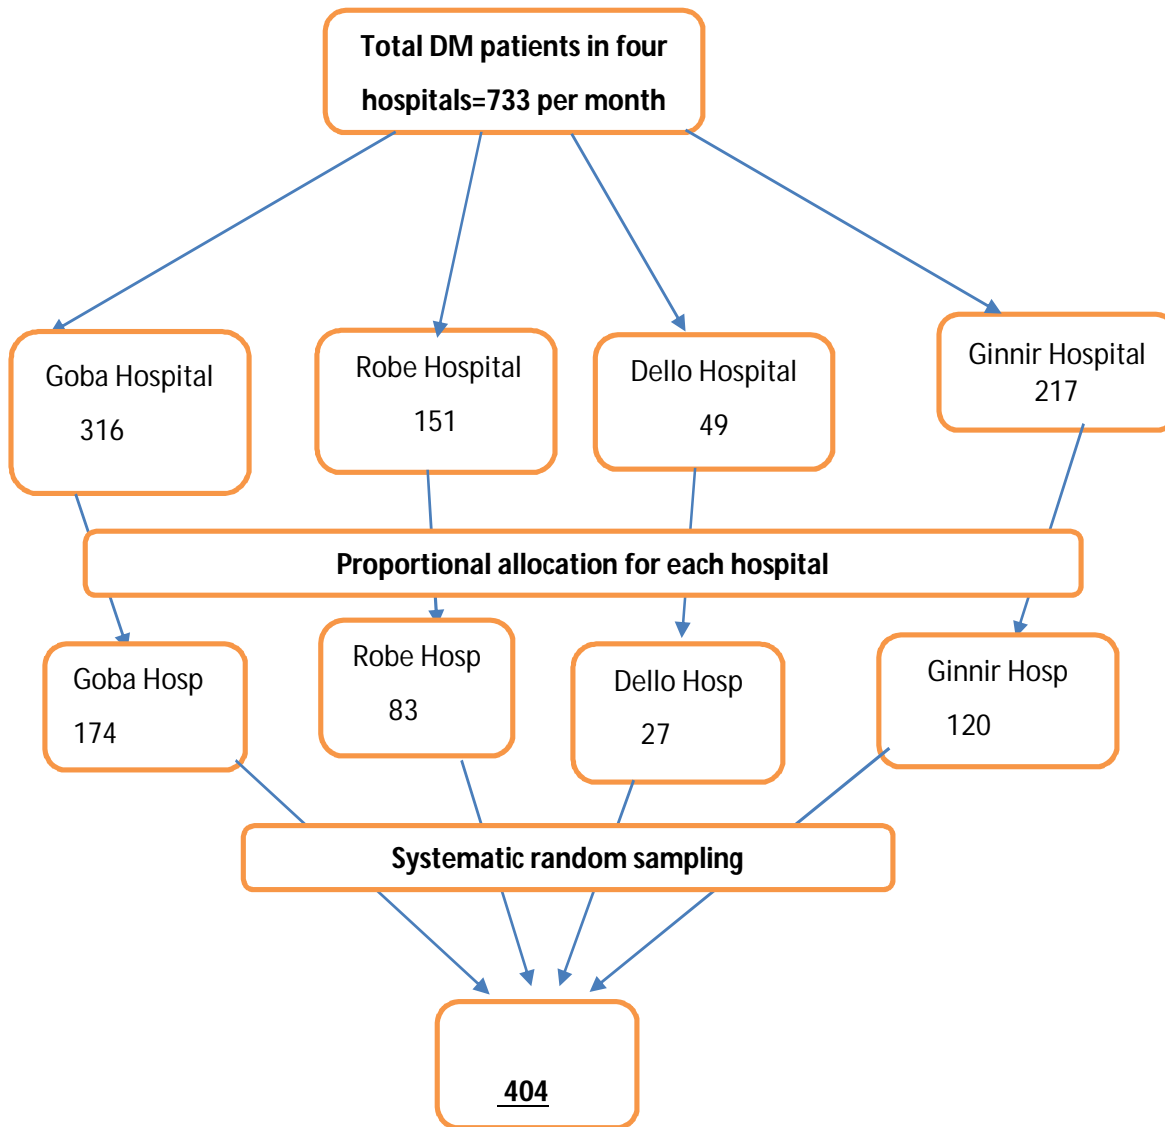 Total DM patients in four
hospitals=733 per month
Goba Hospital
316
Robe Hospital
151
Dello Hospital
49
Ginnir Hospital
217
Proportional allocation for each hospital
Goba Hosp
174
Robe Hosp
83
Dello Hosp
27
Ginnir Hosp
120
Systematic random sampling
404